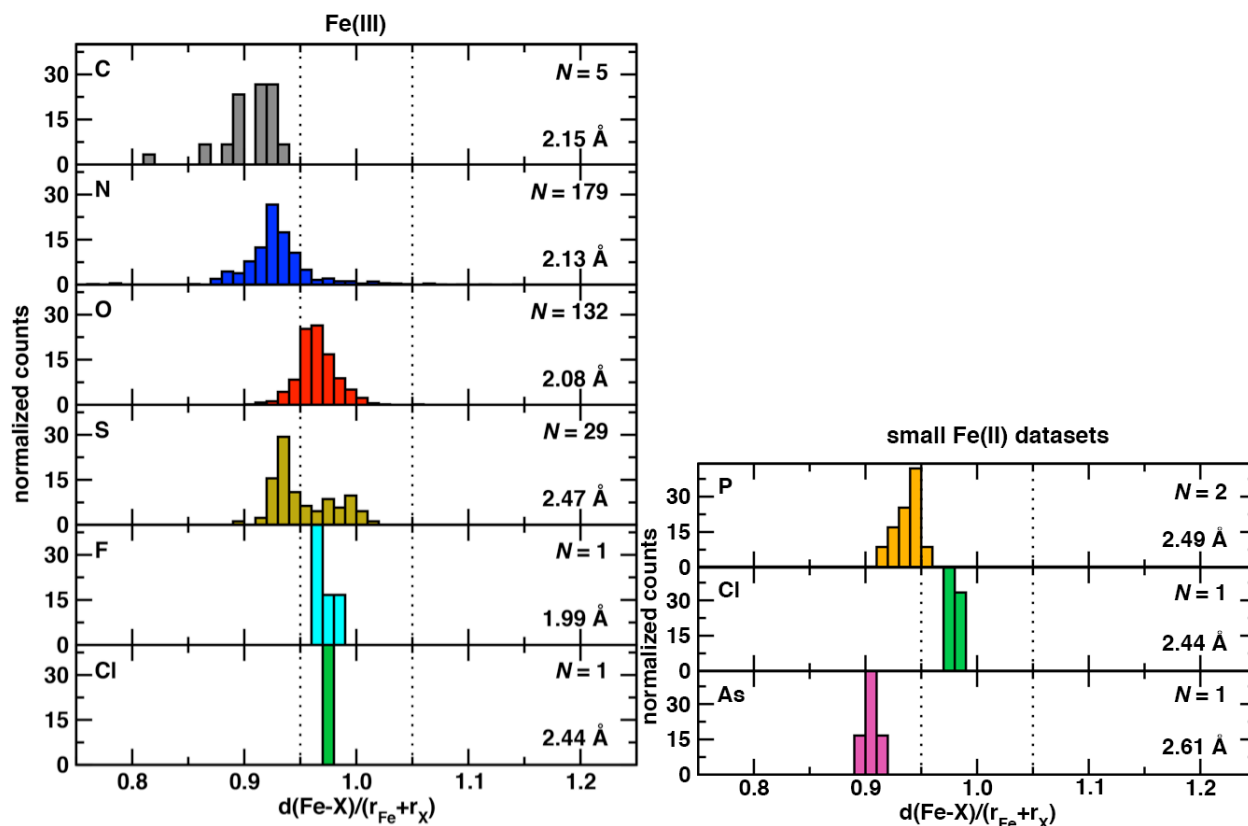 Fe(III)
normalized counts
C
N = 5
2.15 Å
30
15
0
N
N = 179
2.13 Å
30
15
0
O
N = 132
2.08 Å
30
15
0
S
N = 29
2.47 Å
30
15
0
F
N = 1
1.99 Å
30
15
0
Cl
N = 1
2.44 Å
30
15
0
0.8 0.9 1.0 1.1 1.2
d(Fe-X)/(rFe+rX)
small Fe(II) datasets
normalized counts
P
N = 2
2.49 Å
30
15
0
Cl
N = 1
2.44 Å
30
15
0
As
N = 1
2.61 Å
30
15
0
0.8 0.9 1.0 1.1 1.2
d(Fe-X)/(rFe+rX)